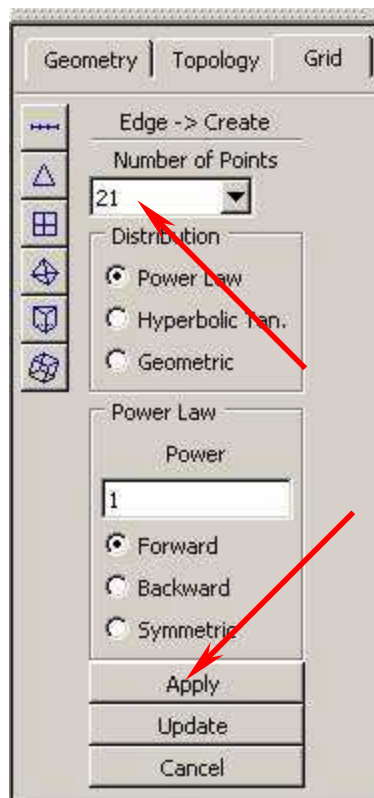 Geometry Topology Grid
Edge -> Create
Number of Points
21
Distribution
Power Law
Hyperbolic Tan.
Geometric
Power Law
Power
1
Forward
Backward
Symmetric
Apply
Update
Cancel